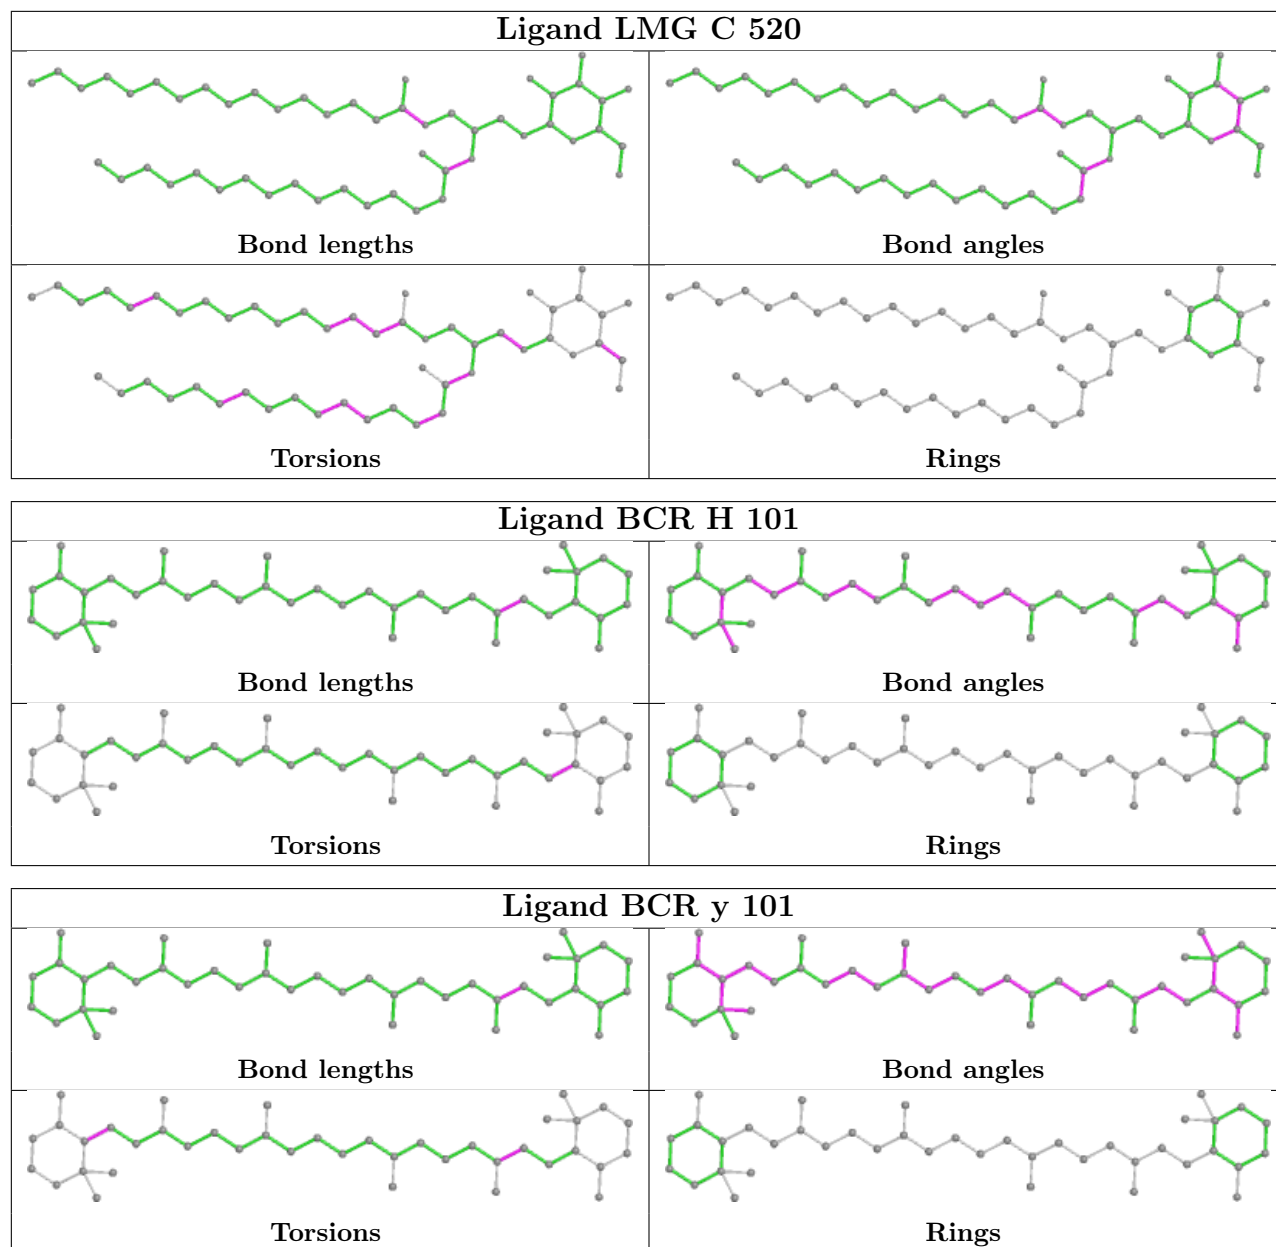 Ligand LMG C 520
Bond lengths
Bond angles
Torsions
Rings
Ligand BCR H 101
Bond lengths
Bond angles
Torsions
Rings
Ligand BCR y 101
Bond lengths
Bond angles
Torsions
Rings